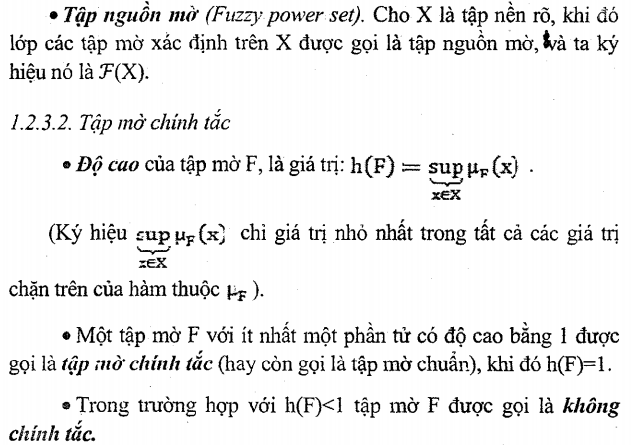 • Tập nguồn mờ (Fuzzy power set). Cho X là tập nền rõ, khi đó
lớp các tập mờ xác định trên X được gọi là tập nguồn mờ, và ta ký
hiệu nó là ℱ(X).
1.2.3.2. Tập mờ chính tắc
• Độ cao của tập mờ F, là giá trị: h(F) = sup μF(x) .
x∈X
(Ký hiệu sup μF(x) chỉ giá trị nhỏ nhất trong tất cả các giá trị
x∈X
chặn trên của hàm thuộc μF ).
• Một tập mờ F với ít nhất một phần tử có độ cao bằng 1 được
gọi là tập mờ chính tắc (hay còn gọi là tập mờ chuẩn), khi đó h(F)=1.
• Trong trường hợp với h(F)<1 tập mờ F được gọi là không
chính tắc.